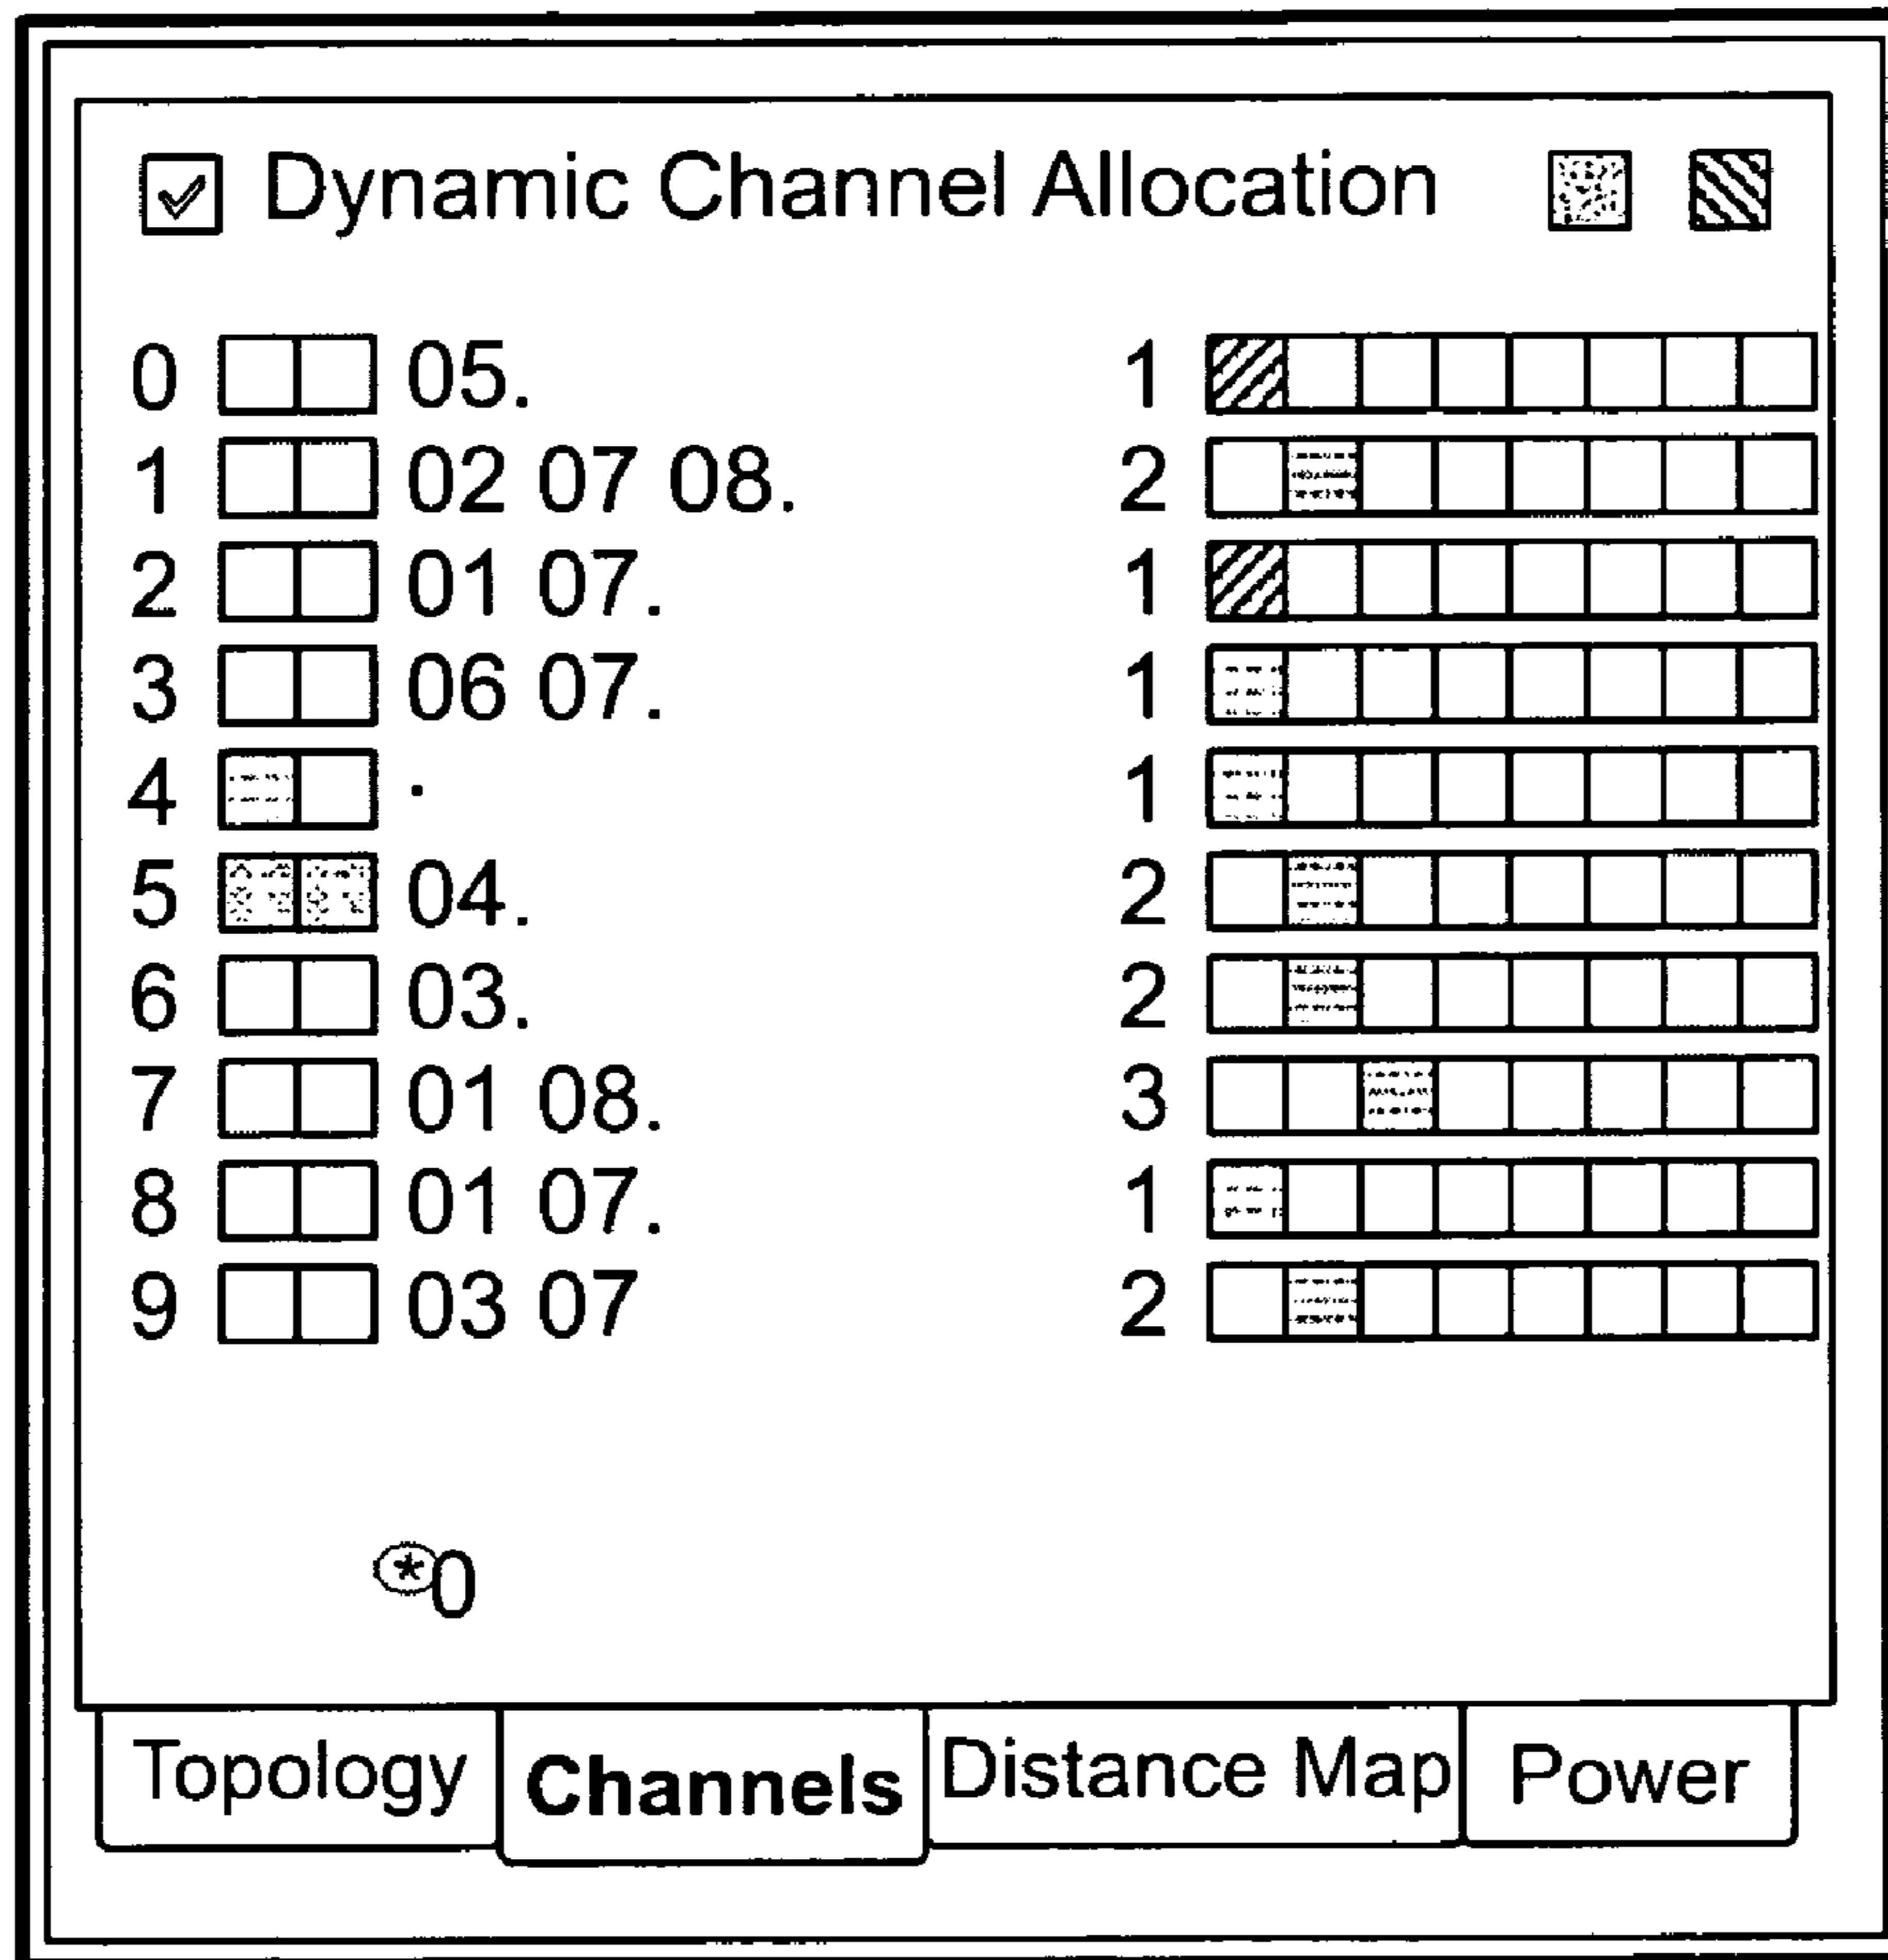 Dynamic Channel Allocation
0 05. 1
1 02 07 08. 2
2 01 07. 1
3 06 07. 1
4 . 1
5 04. 2
6 03. 2
7 01 08. 3
8 01 07. 1
9 03 07 2
*0
Topology Channels Distance Map Power